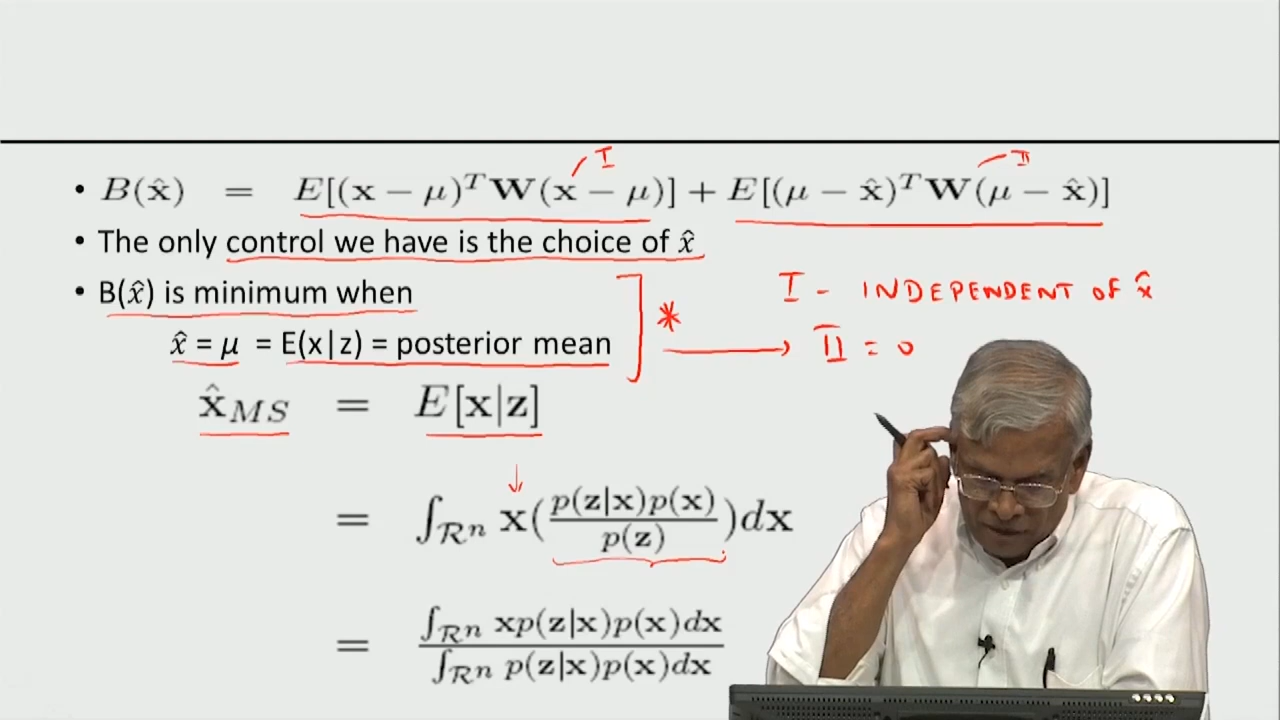 • B(x̂) = E[(x − μ)ᵀW(x − μ)] + E[(μ − x̂)ᵀW(μ − x̂)]
I
II
• The only control we have is the choice of x̂
• B(x̂) is minimum when
I - INDEPENDENT OF x̂
x̂ = μ = E(x|z) = posterior mean
* → II = 0
x̂_MS = E[x|z]
= ∫_ℛⁿ x(p(z|x)p(x)/p(z))dx
= ∫_ℛⁿ xp(z|x)p(x)dx / ∫_ℛⁿ p(z|x)p(x)dx